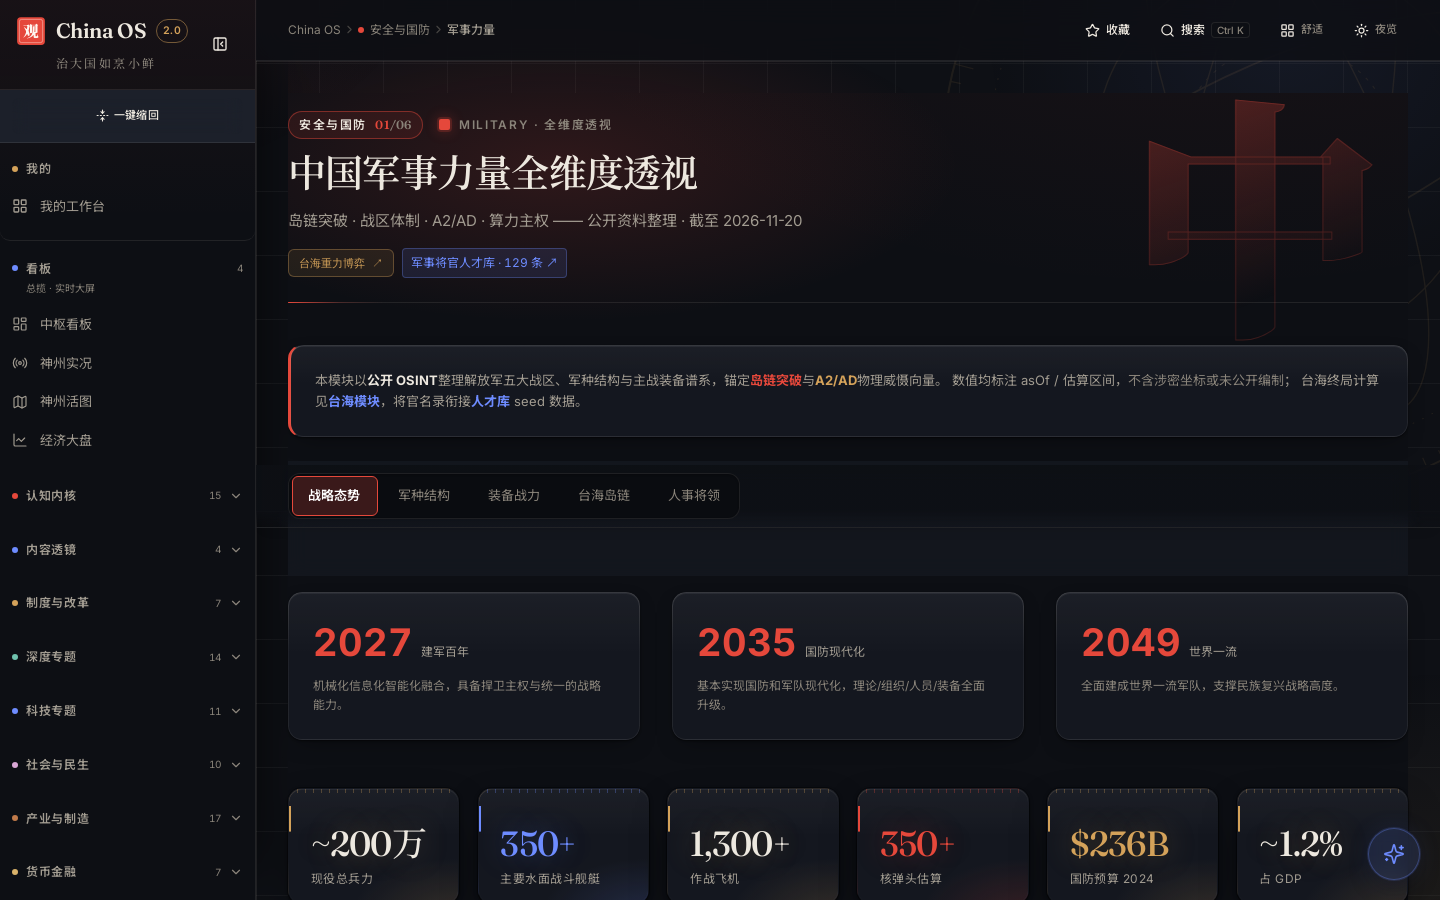 观 China OS 2.0
治大国如烹小鲜
一键缩回
我的
我的工作台
看板 4
总揽 · 实时大屏
中枢看板
神州实况
神州活图
经济大盘
认知内核 15
内容透镜 4
制度与改革 7
深度专题 14
科技专题 11
社会与民生 10
产业与制造 17
货币金融 7
China OS > 安全与国防 > 军事力量
收藏 搜索 Ctrl K 舒适 夜览
安全与国防 01/06 MILITARY · 全维度透视
中
中国军事力量全维度透视
岛链突破 · 战区体制 · A2/AD · 算力主权 —— 公开资料整理 · 截至 2026-11-20
台海重力博弈 ↗ 军事将官人才库 · 129 条 ↗
本模块以公开 OSINT整理解放军五大战区、军种结构与主战装备谱系，锚定岛链突破与A2/AD物理威慑向量。 数值均标注 asOf / 估算区间，不含涉密坐标或未公开编制； 台海终局计算
见台海模块，将官名录衔接人才库 seed 数据。
战略态势 军种结构 装备战力 台海岛链 人事将领
2027 建军百年
机械化信息化智能化融合，具备捍卫主权与统一的战略
能力。
2035 国防现代化
基本实现国防和军队现代化，理论/组织/人员/装备全面
升级。
2049 世界一流
全面建成世界一流军队，支撑民族复兴战略高度。
~200万
现役总兵力
350+
主要水面战斗舰艇
1,300+
作战飞机
350+
核弹头估算
$236B
国防预算 2024
~1.2%
占 GDP